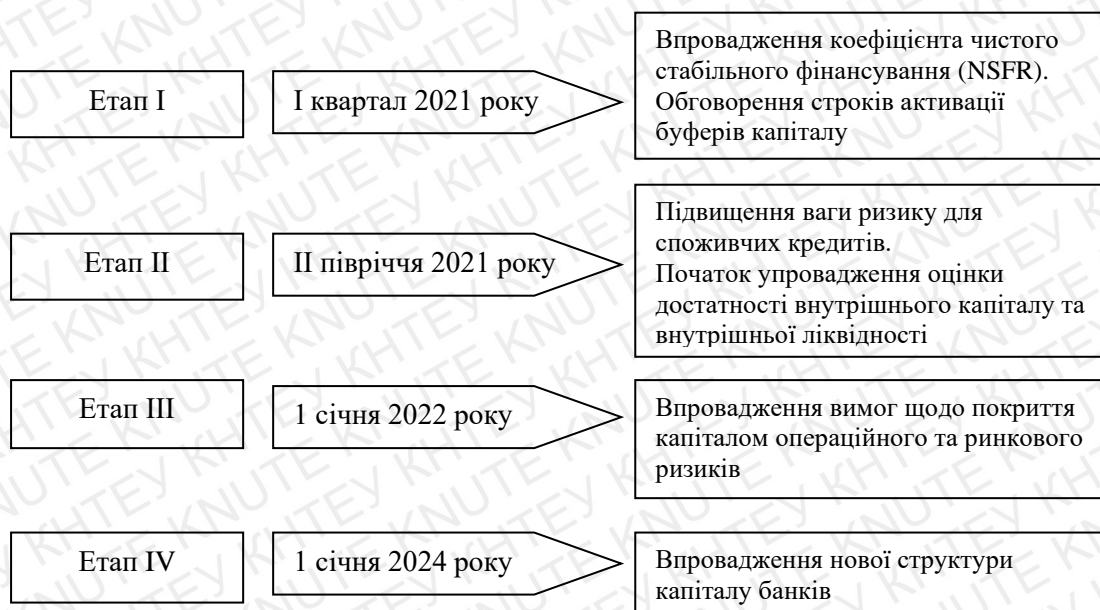 Етап І
І квартал 2021 року
Впровадження коефіцієнта чистого
стабільного фінансування (NSFR).
Обговорення строків активації
буферів капіталу
Етап ІІ
ІІ півріччя 2021 року
Підвищення ваги ризику для
споживчих кредитів.
Початок упровадження оцінки
достатності внутрішнього капіталу та
внутрішньої ліквідності
Етап ІІІ
1 січня 2022 року
Впровадження вимог щодо покриття
капіталом операційного та ринкового
ризиків
Етап IV
1 січня 2024 року
Впровадження нової структури
капіталу банків